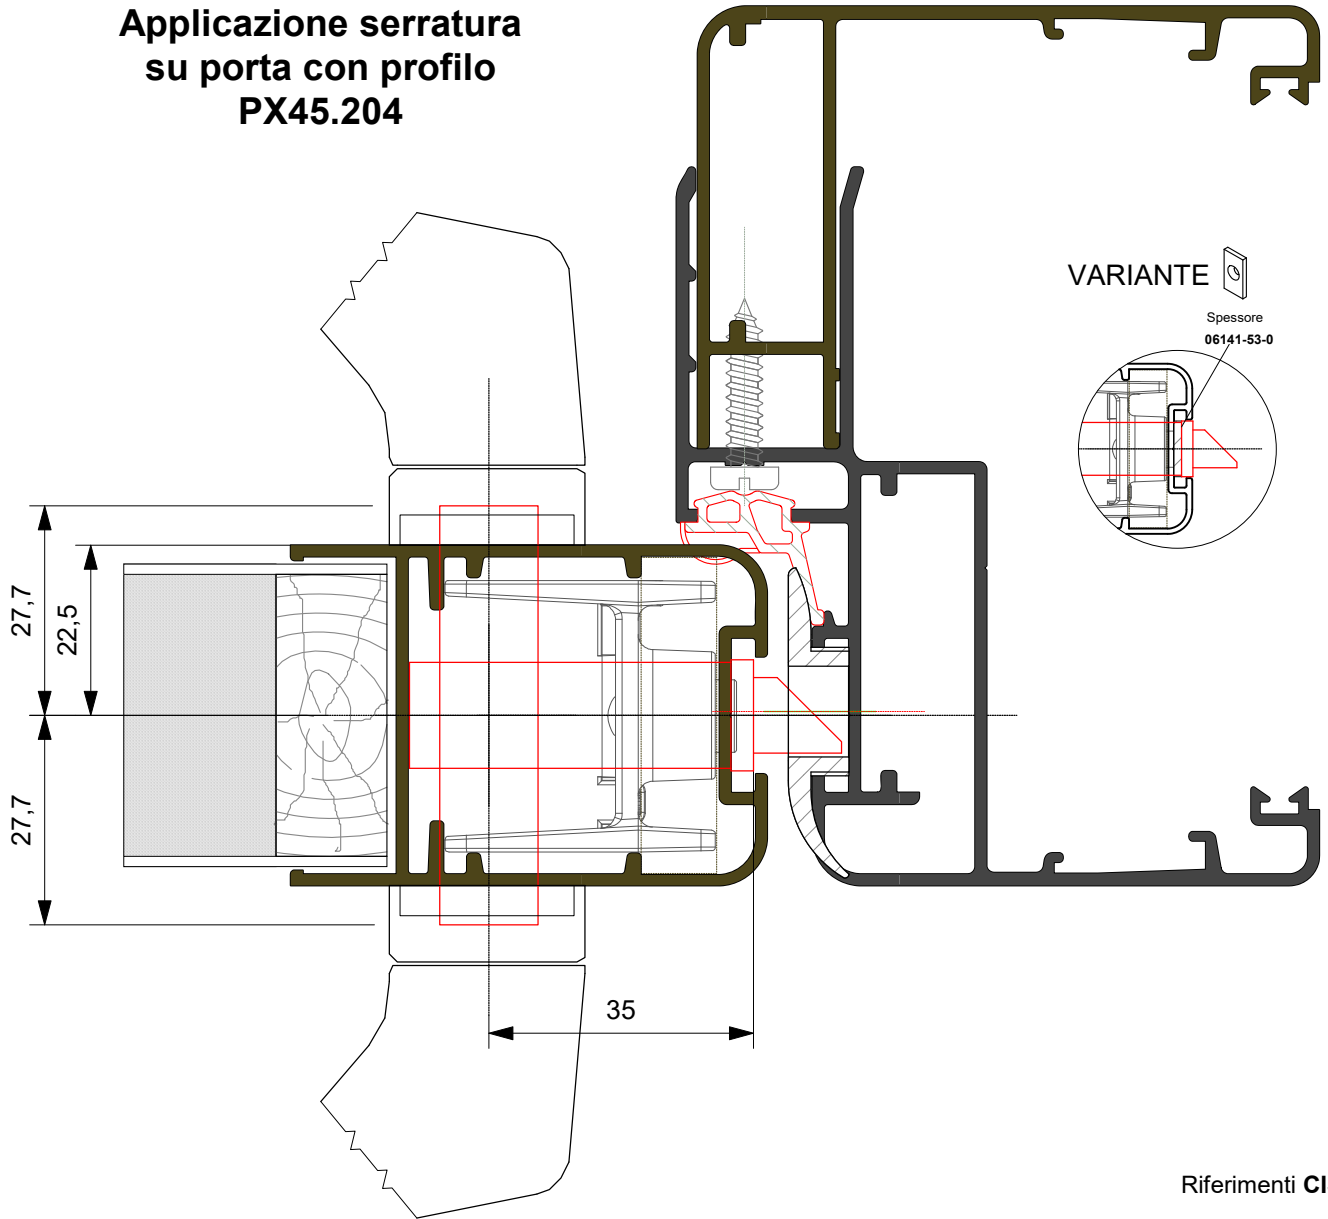 Applicazione serratura
su porta con profilo
PX45.204
VARIANTE
Spessore
06141-53-0
27,7
22,5
27,7
35
Riferimenti CI